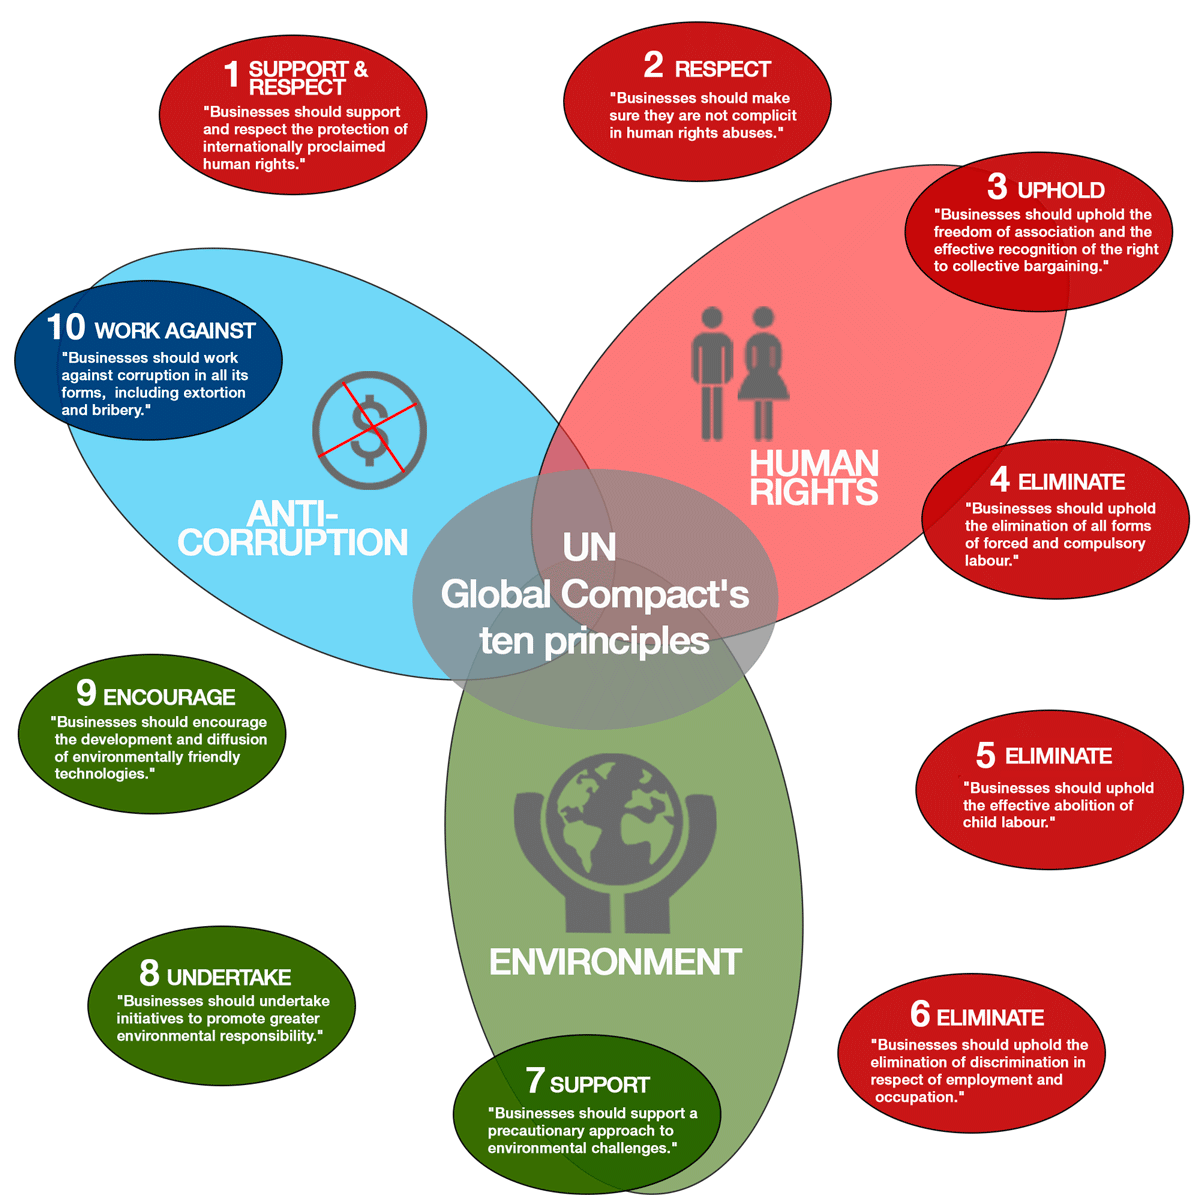 1 SUPPORT &
RESPECT
"Businesses should support
and respect the protection of
internationally proclaimed
human rights."
2 RESPECT
"Businesses should make
sure they are not complicit
in human rights abuses."
3 UPHOLD
"Businesses should uphold the
freedom of association and the
effective recognition of the right
to collective bargaining."
10 WORK AGAINST
"Businesses should work
against corruption in all its
forms, including extortion
and bribery."
$
ANTI-
CORRUPTION
HUMAN
RIGHTS
4 ELIMINATE
"Businesses should uphold
the elimination of all forms
of forced and compulsory
labour."
UN
Global Compact's
ten principles
9 ENCOURAGE
"Businesses should encourage
the development and diffusion
of environmentally friendly
technologies."
5 ELIMINATE
"Businesses should uphold
the effective abolition of
child labour."
ENVIRONMENT
8 UNDERTAKE
"Businesses should undertake
initiatives to promote greater
environmental responsibility."
6 ELIMINATE
"Businesses should uphold the
elimination of discrimination in
respect of employment and
occupation."
7 SUPPORT
"Businesses should support a
precautionary approach to
environmental challenges."